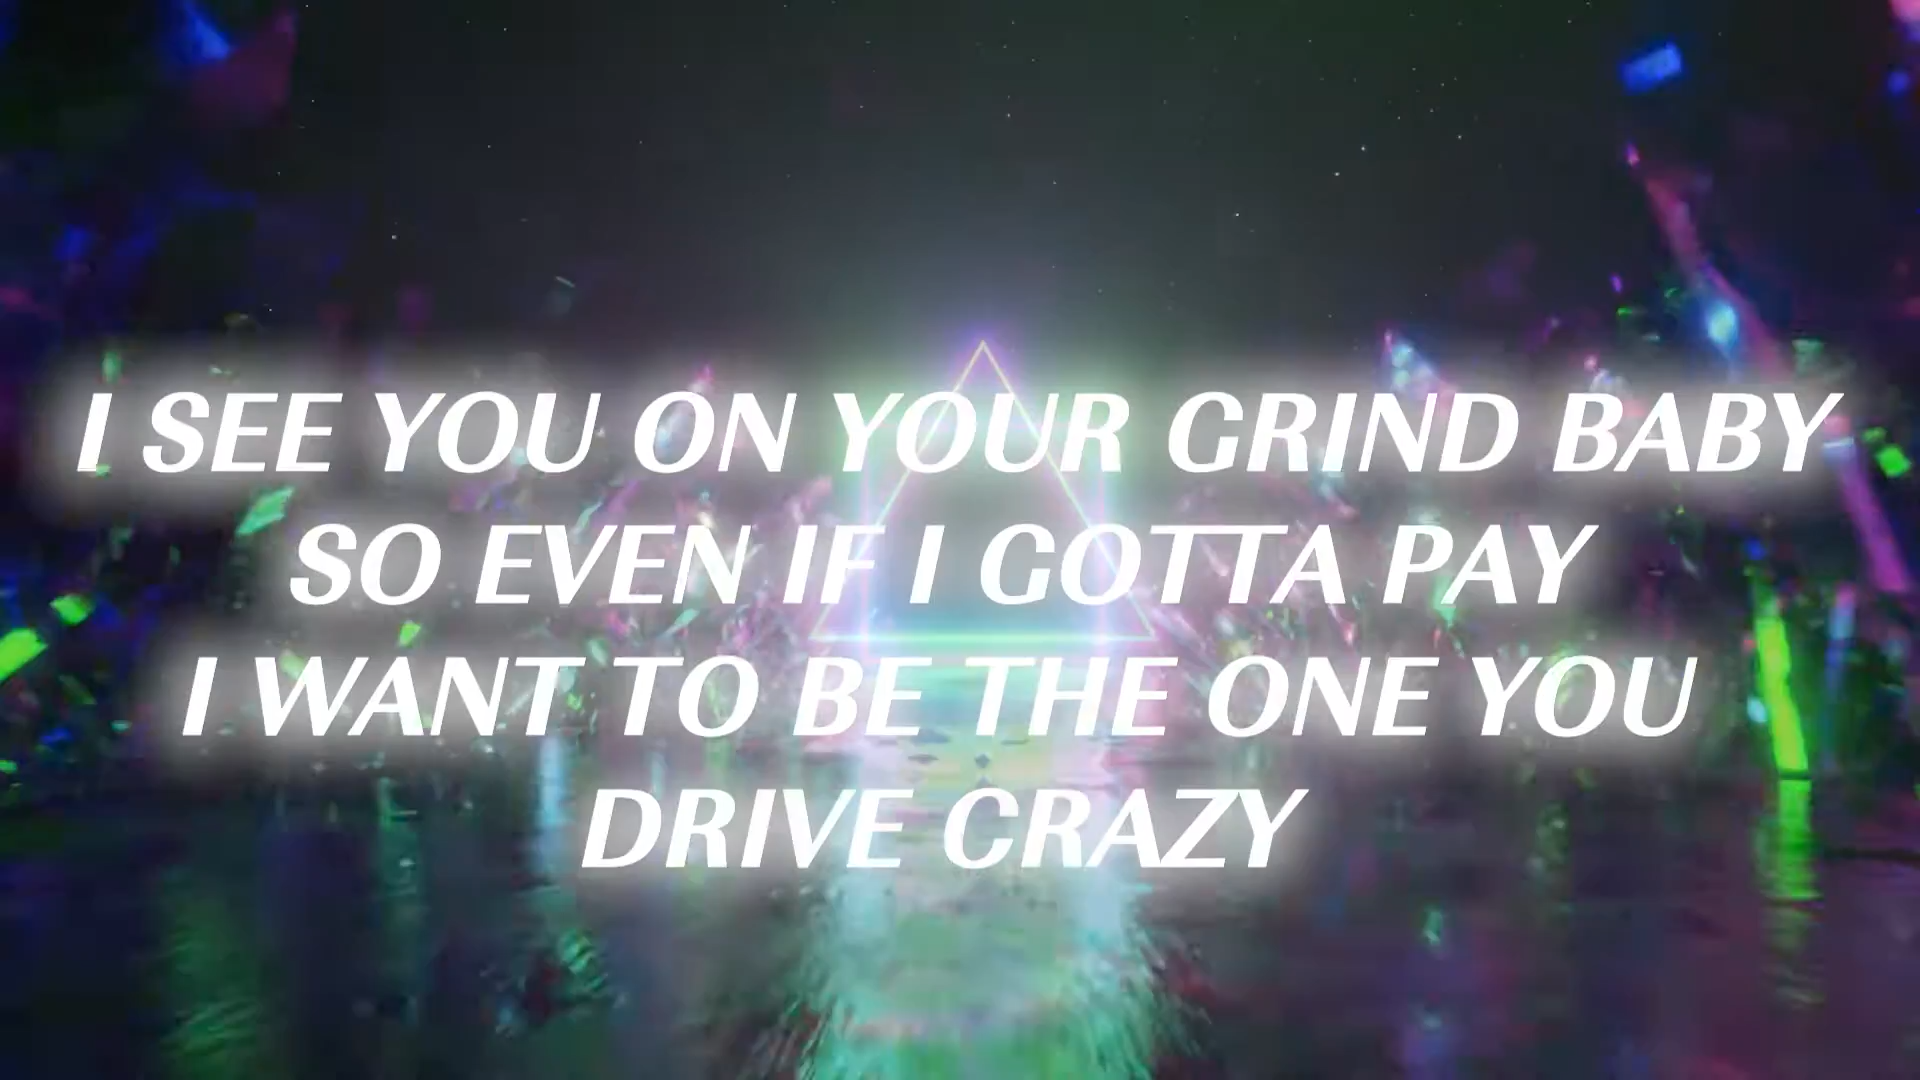 I SEE YOU ON YOUR GRIND BABY
SO EVEN IF I GOTTA PAY
I WANT TO BE THE ONE YOU
DRIVE CRAZY